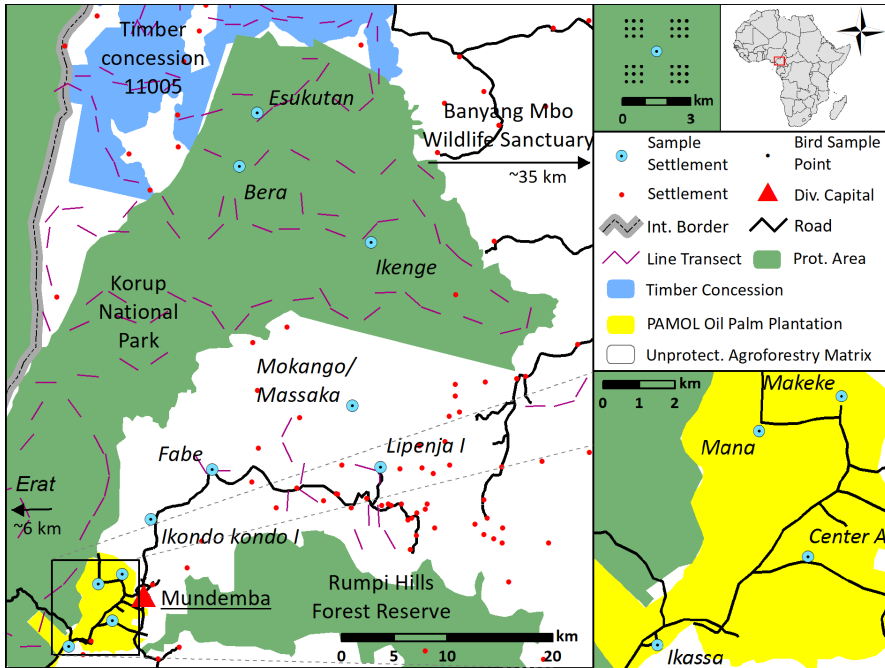 Timber
concession
11005
Esukutan
Banyang Mbo
Wildlife Sanctuary
~35 km
Bera
Ikenge
Korup
National
Park
Mokango/
Massaka
Fabe
Lipenja I
Erat
~6 km
Ikondo kondo I
Mundemba
Rumpi Hills
Forest Reserve
km
0 5 10 20
km
0 3
Sample
Settlement
Bird Sample
Point
Settlement
Div. Capital
Int. Border
Road
Line Transect
Prot. Area
Timber Concession
PAMOL Oil Palm Plantation
Unprotect. Agroforestry Matrix
km
0 1 2
Makeke
Mana
Center A
Ikassa